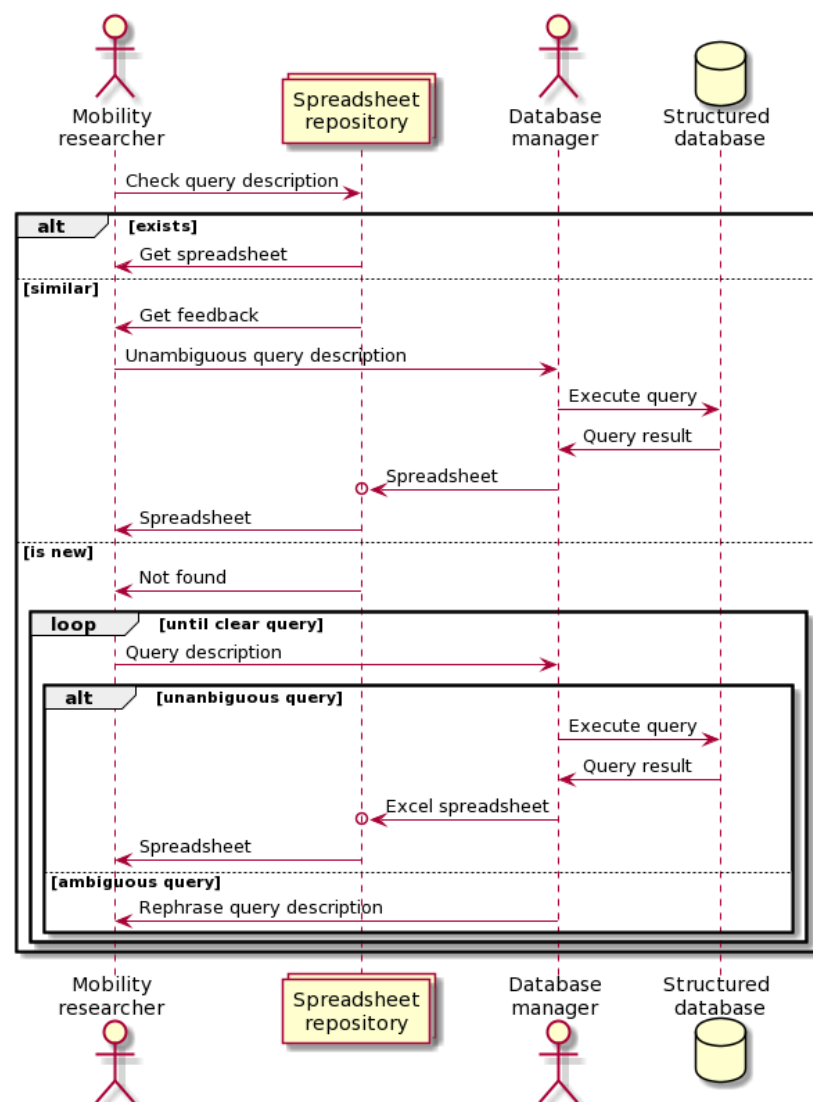 Mobility
researcher
Spreadsheet
repository
Database
manager
Structured
database
Check query description
alt [exists]
Get spreadsheet
[similar]
Get feedback
Unambiguous query description
Execute query
Query result
Spreadsheet
Spreadsheet
[is new]
Not found
loop [until clear query]
Query description
alt [unanbiguous query]
Execute query
Query result
Excel spreadsheet
Spreadsheet
[ambiguous query]
Rephrase query description
Mobility
researcher
Spreadsheet
repository
Database
manager
Structured
database